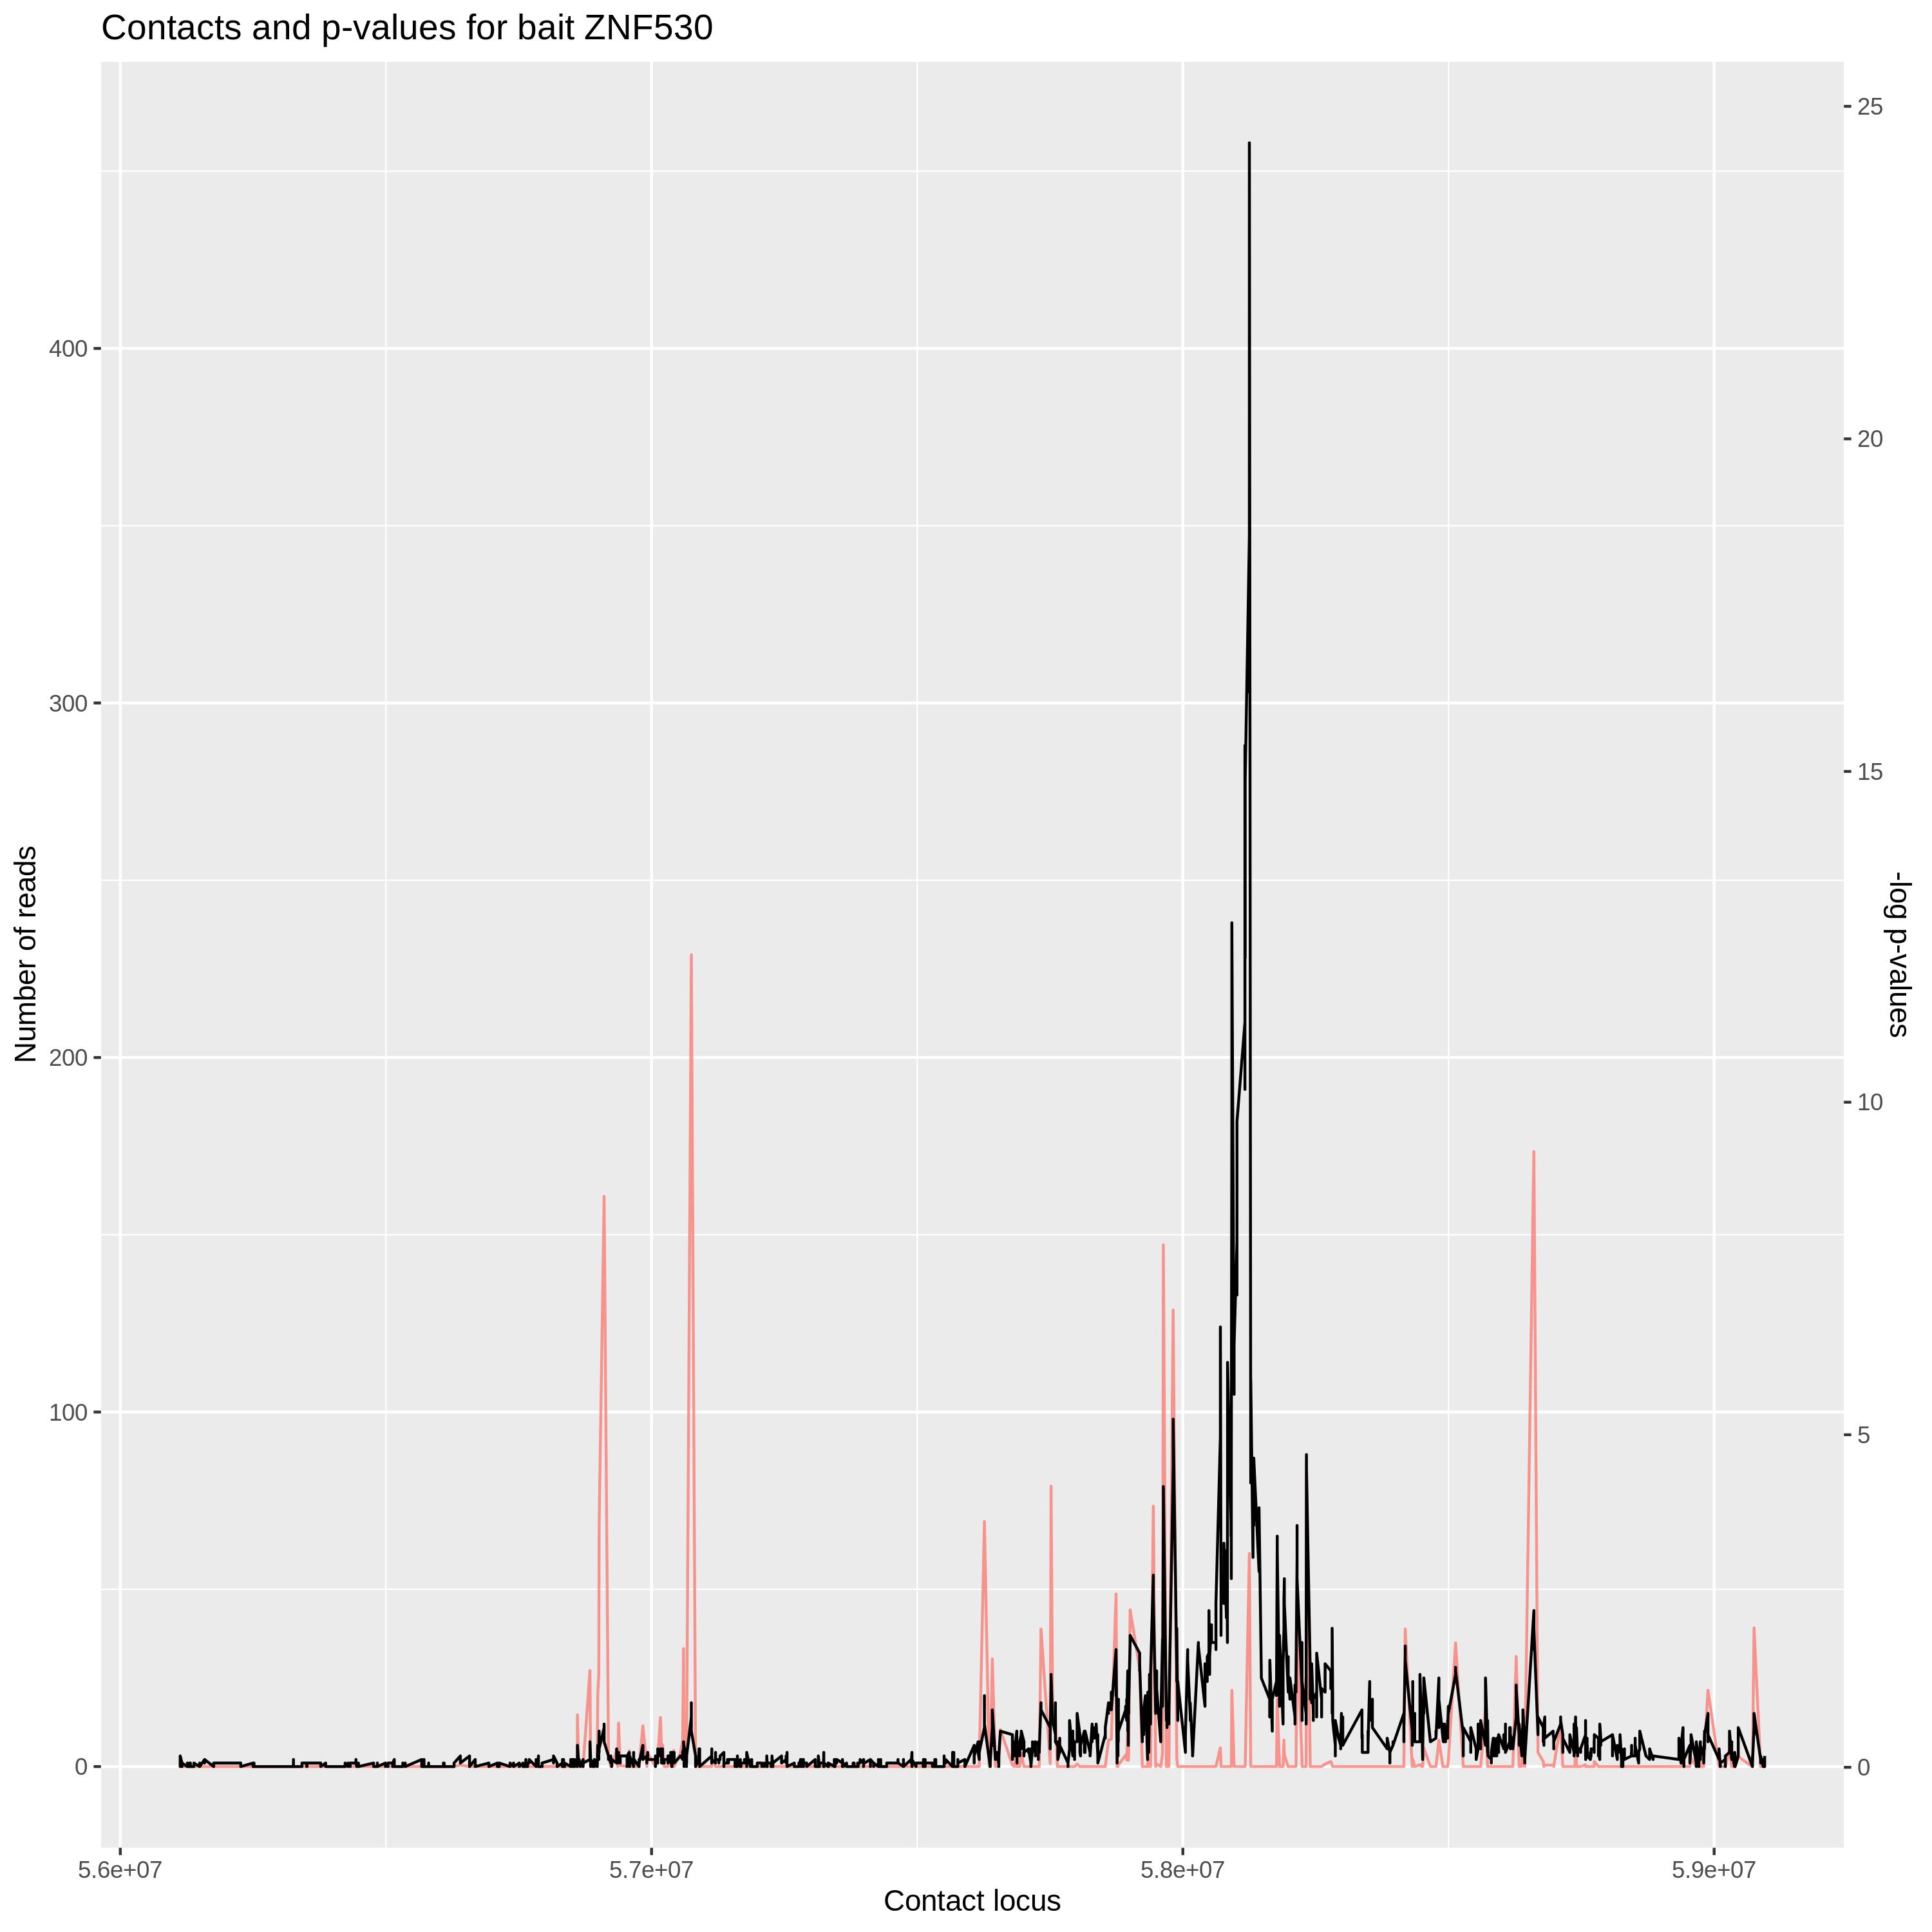 Contacts and p-values for bait ZNF530
Number of reads
400
300
200
100
0
25
20
15
10
5
0
-log p-values
5.6e+07
5.7e+07
5.8e+07
5.9e+07
Contact locus